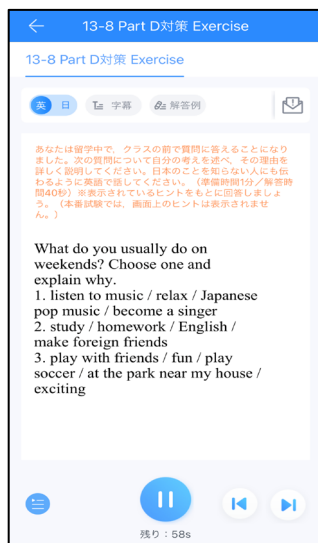 13-8 Part D対策 Exercise
13-8 Part D対策 Exercise
英 日 字幕 解答例
あなたは留学中で、クラスの前で質問に答えることになり
ました。次の質問について自分の考えを述べ、その理由を
詳しく説明してください。日本のことを知らない人にも伝
わるように英語で話してください。（準備時間1分／解答時
間40秒）※表示されているヒントをもとに回答しましょ
う。（本番試験では、画面上のヒントは表示されませ
ん。）
What do you usually do on
weekends? Choose one and
explain why.
1. listen to music / relax / Japanese
pop music / become a singer
2. study / homework / English /
make foreign friends
3. play with friends / fun / play
soccer / at the park near my house /
exciting
残り：58s